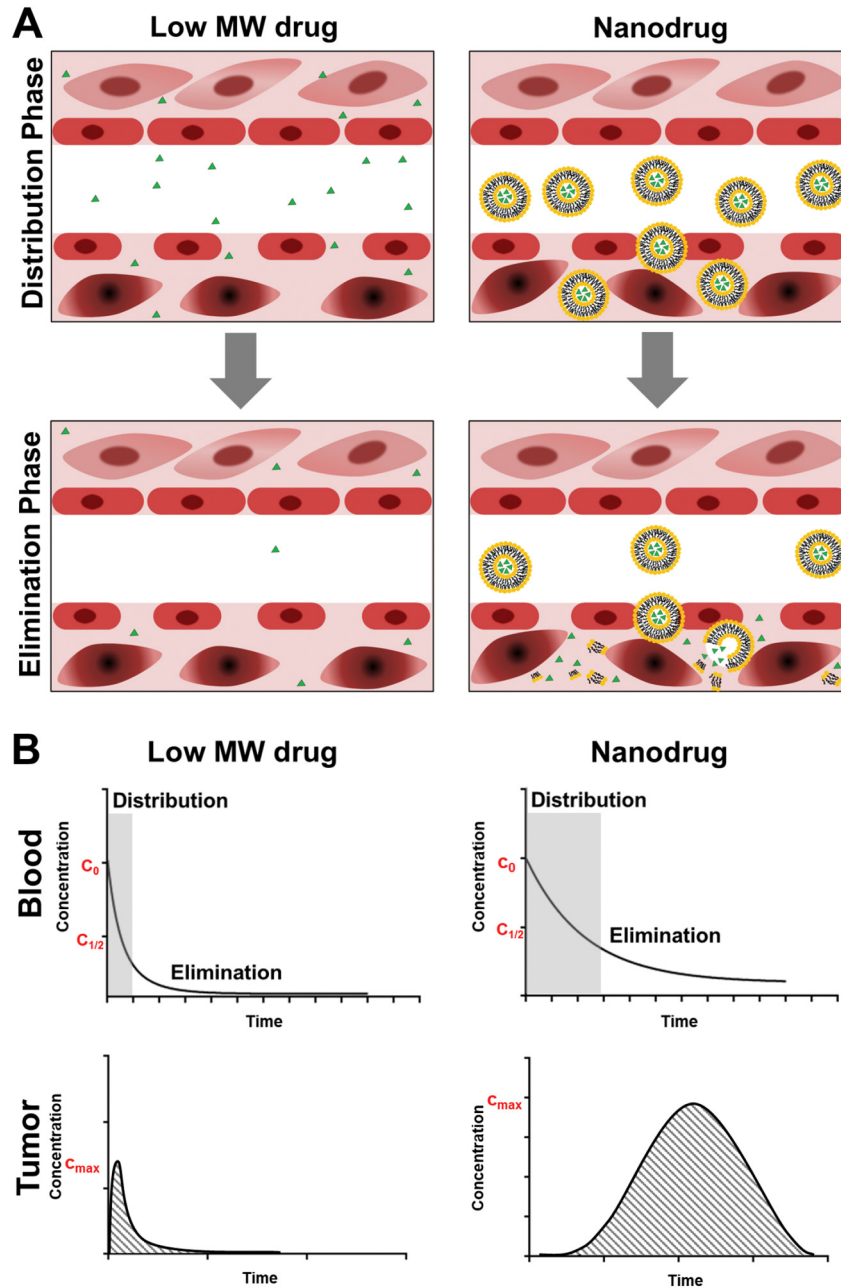 A
Low MW drug
Nanodrug
Distribution Phase
Elimination Phase
B
Low MW drug
Nanodrug
Blood
Concentration
C0
C1/2
Distribution
Elimination
Time
Concentration
C0
C1/2
Distribution
Elimination
Time
Tumor
Concentration
Cmax
Time
Concentration
Cmax
Time